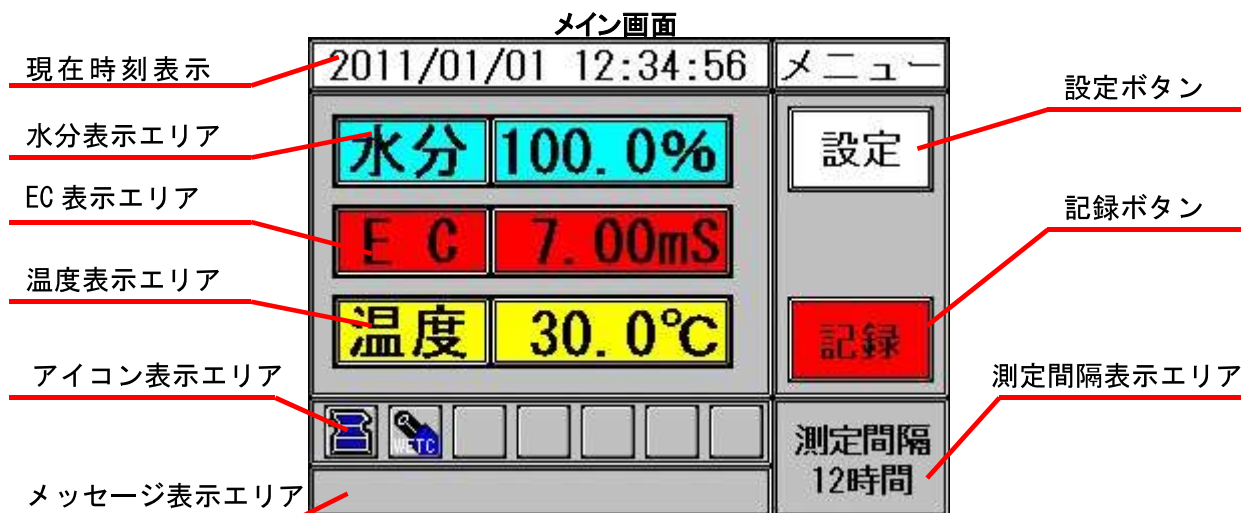 メイン画面
現在時刻表示
水分表示エリア
EC 表示エリア
温度表示エリア
アイコン表示エリア
メッセージ表示エリア
2011/01/01 12:34:56
メニュー
水分 100.0%
EC 7.00mS
温度 30.0℃
WETC
設定
記録
測定間隔
12時間
設定ボタン
記録ボタン
測定間隔表示エリア